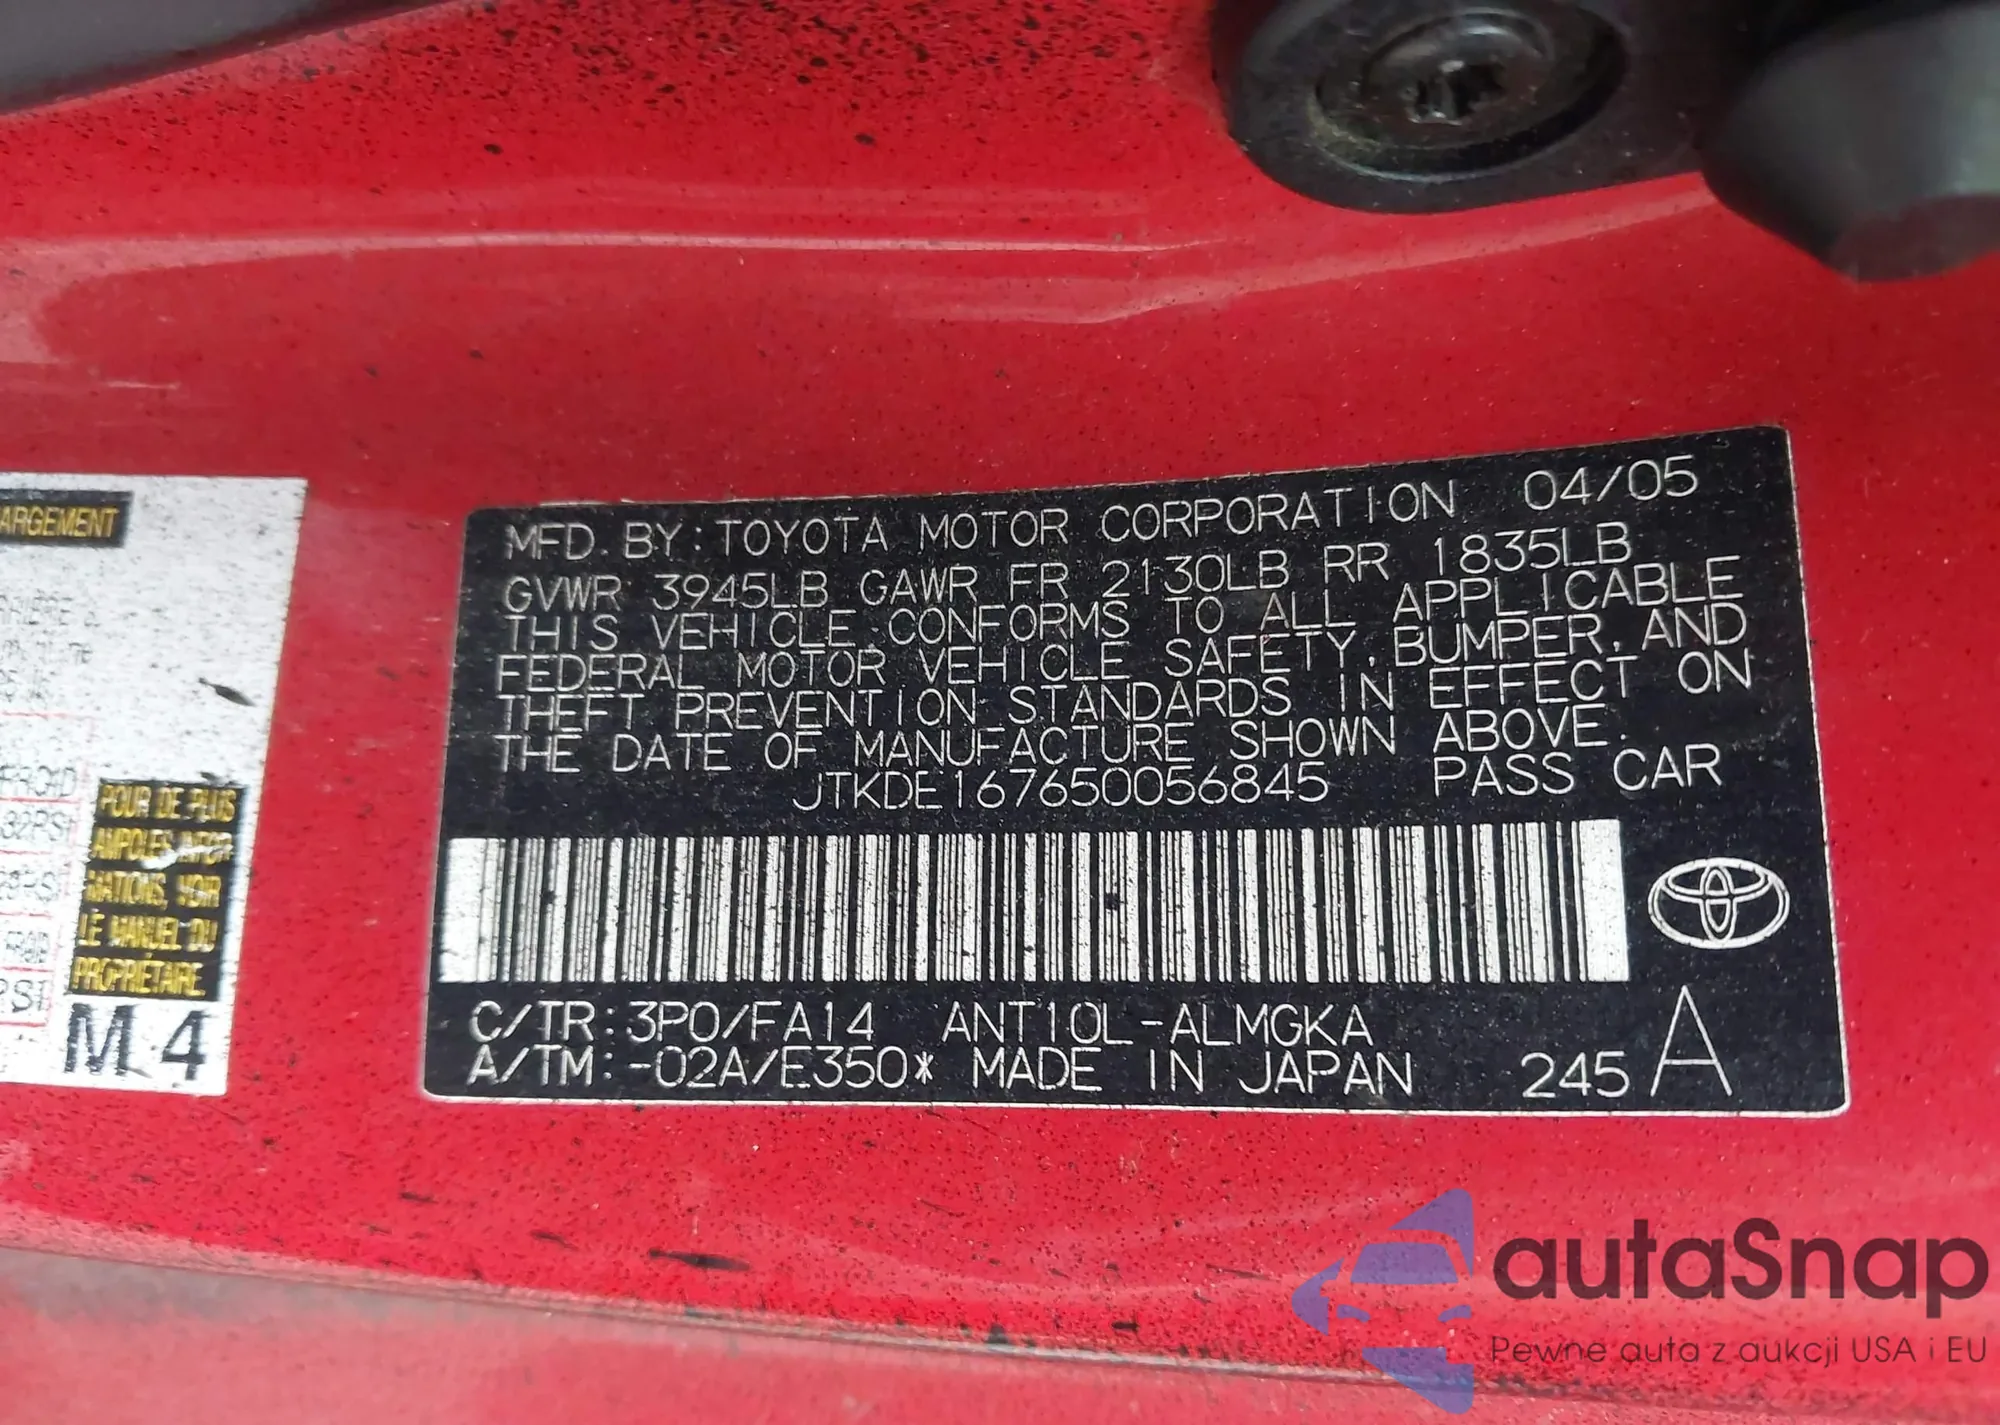 ARGEMENT
POUR DE PLUS
AMPOLES INFOR
MATIONS, VOIR
LE MANUEL DU
PROPRIÉTAIRE.
M 4
MFD. BY: TOYOTA MOTOR CORPORATION 04/05
GVWR 3945LB GAWR FR 2130LB RR 1835LB
THIS VEHICLE CONFORMS TO ALL APPLICABLE
FEDERAL MOTOR VEHICLE SAFETY, BUMPER, AND
THEFT PREVENTION STANDARDS IN EFFECT ON
THE DATE OF MANUFACTURE SHOWN ABOVE.
JTKDE167650056845 PASS CAR
C/TR: 3P0/FA14 ANT10L-ALMGKA
A/TM: -02A/E350* MADE IN JAPAN 245 A
autaSnap
Pewne auta z aukcji USA i EU